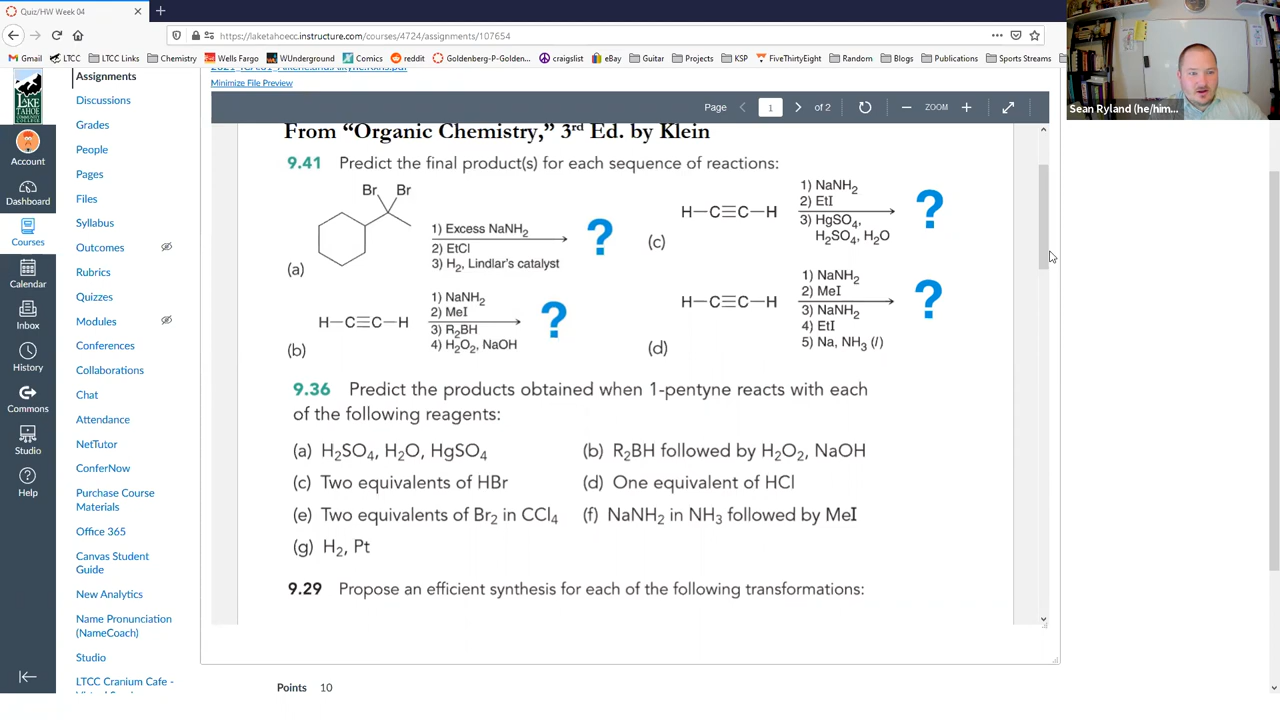 Quiz/HW Week 04
https://laketahoecc.instructure.com/courses/4724/assignments/107654
Gmail LTCC LTCC Links Chemistry Wells Fargo WUnderground Comics reddit Goldenberg-P-Golden... craigslist eBay Guitar Projects KSP FiveThirtyEight Random Blogs Publications Sports Streams
Sean Ryland (he/him...
LAKE TAHOE
Account
Dashboard
Courses
Calendar
Inbox
History
Commons
Studio
Help
Assignments
Discussions
Grades
People
Pages
Files
Syllabus
Outcomes
Rubrics
Quizzes
Modules
Conferences
Collaborations
Chat
Attendance
NetTutor
ConferNow
Purchase Course
Materials
Office 365
Canvas Student
Guide
New Analytics
Name Pronunciation
(NameCoach)
Studio
LTCC Cranium Cafe -
Minimize File Preview
Page 1 of 2 ZOOM
From “Organic Chemistry,” 3rd Ed. by Klein
9.41 Predict the final product(s) for each sequence of reactions:
(a)
Br Br
1) Excess NaNH₂
2) EtCl
3) H₂, Lindlar's catalyst
?
(b)
H—C≡C—H
1) NaNH₂
2) MeI
3) R₂BH
4) H₂O₂, NaOH
?
(c)
H—C≡C—H
1) NaNH₂
2) EtI
3) HgSO₄,
H₂SO₄, H₂O
?
(d)
H—C≡C—H
1) NaNH₂
2) MeI
3) NaNH₂
4) EtI
5) Na, NH₃ (l)
?
9.36 Predict the products obtained when 1-pentyne reacts with each
of the following reagents:
(a) H₂SO₄, H₂O, HgSO₄ (b) R₂BH followed by H₂O₂, NaOH
(c) Two equivalents of HBr (d) One equivalent of HCl
(e) Two equivalents of Br₂ in CCl₄ (f) NaNH₂ in NH₃ followed by MeI
(g) H₂, Pt
9.29 Propose an efficient synthesis for each of the following transformations:
Points 10